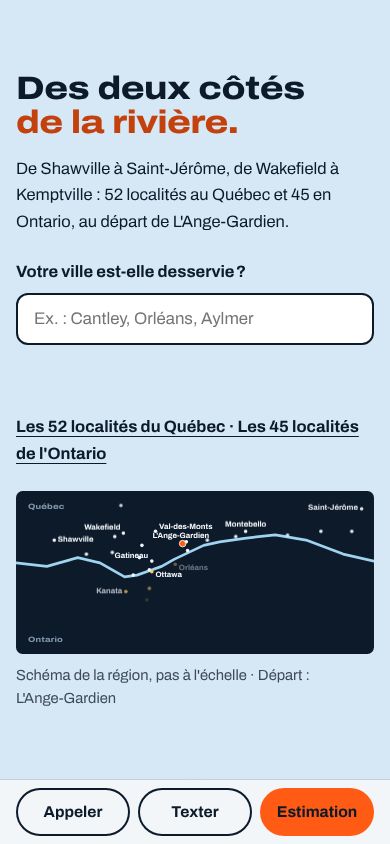 Des deux côtés
de la rivière.
De Shawville à Saint-Jérôme, de Wakefield à
Kemptville : 52 localités au Québec et 45 en
Ontario, au départ de L'Ange-Gardien.
Votre ville est-elle desservie ?
Ex. : Cantley, Orléans, Aylmer
Les 52 localités du Québec · Les 45 localités
de l'Ontario
Québec
Saint-Jérôme
Wakefield
Val-des-Monts
Montebello
Shawville
L'Ange-Gardien
Gatineau
Orléans
Ottawa
Kanata
Ontario
Schéma de la région, pas à l'échelle · Départ :
L'Ange-Gardien
Appeler
Texter
Estimation